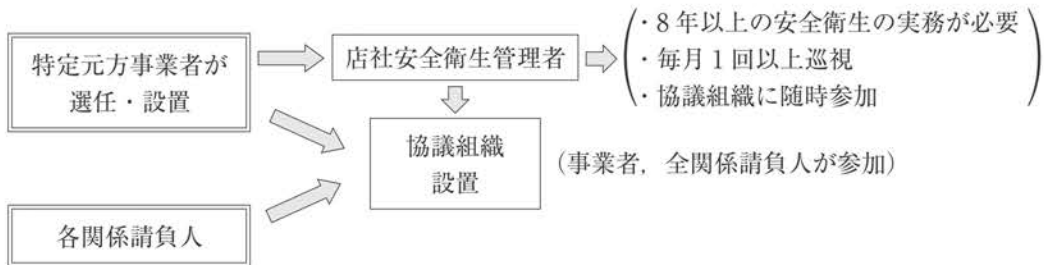 特定元方事業者が
選任・設置
店社安全衛生管理者
・8年以上の安全衛生の実務が必要
・毎月1回以上巡視
・協議組織に随時参加
協議組織
設置
（事業者，全関係請負人が参加）
各関係請負人